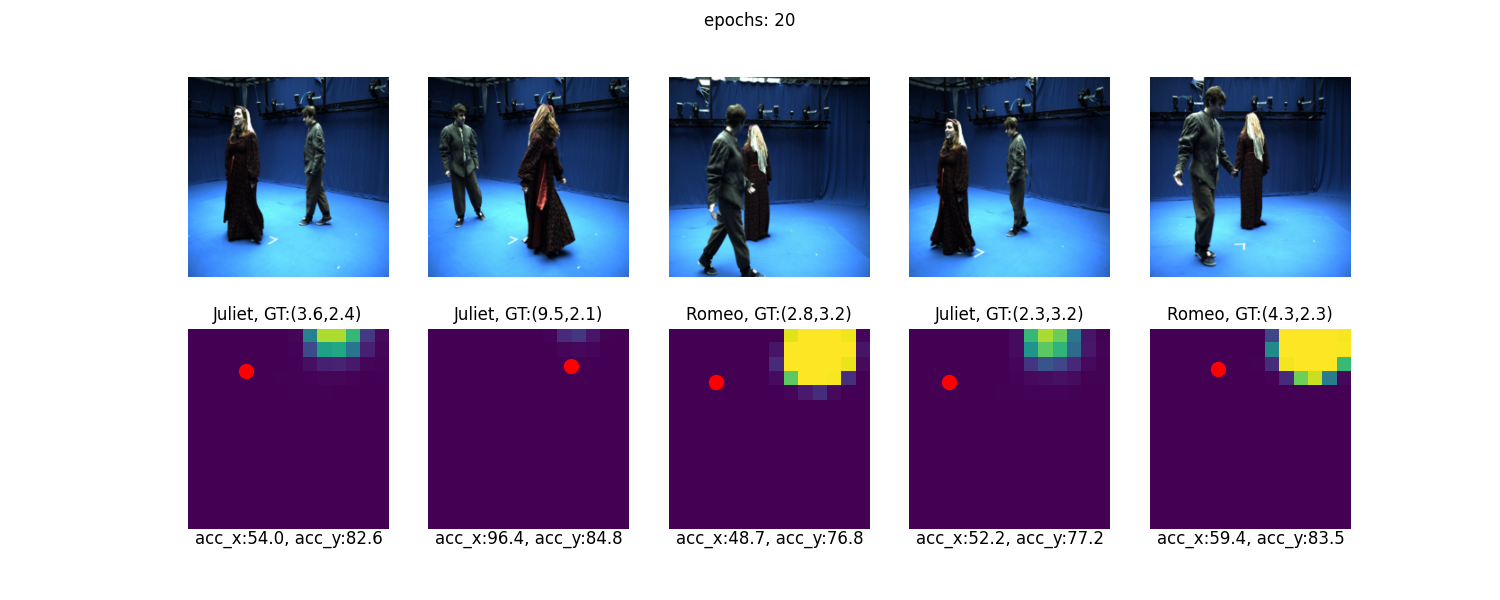 epochs: 20
Juliet, GT:(3.6,2.4)
Juliet, GT:(9.5,2.1)
Romeo, GT:(2.8,3.2)
Juliet, GT:(2.3,3.2)
Romeo, GT:(4.3,2.3)
acc_x:54.0, acc_y:82.6
acc_x:96.4, acc_y:84.8
acc_x:48.7, acc_y:76.8
acc_x:52.2, acc_y:77.2
acc_x:59.4, acc_y:83.5